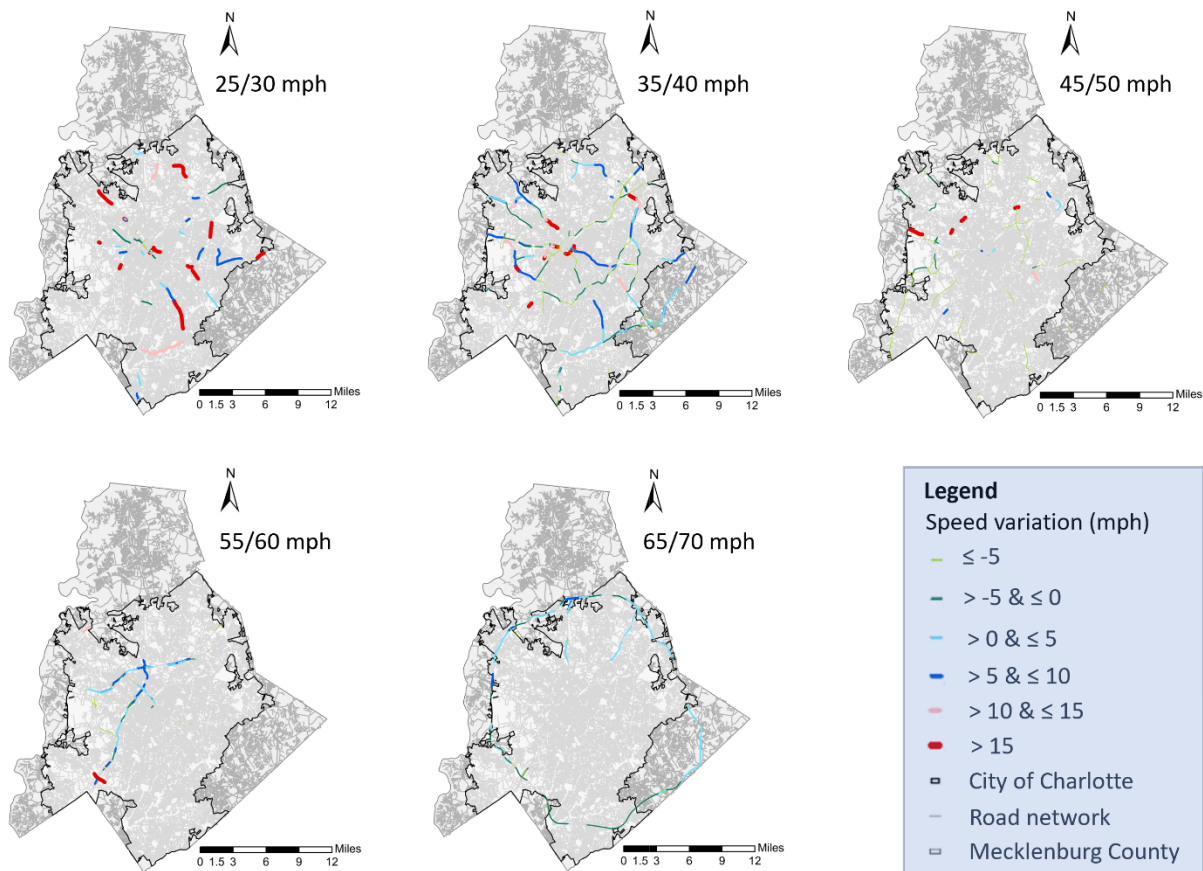 N
25/30 mph
Miles
0 1.5 3 6 9 12
N
35/40 mph
Miles
0 1.5 3 6 9 12
N
45/50 mph
Miles
0 1.5 3 6 9 12
N
55/60 mph
Miles
0 1.5 3 6 9 12
N
65/70 mph
Miles
0 1.5 3 6 9 12
Legend
Speed variation (mph)
≤ -5
> -5 & ≤ 0
> 0 & ≤ 5
> 5 & ≤ 10
> 10 & ≤ 15
> 15
City of Charlotte
Road network
Mecklenburg County